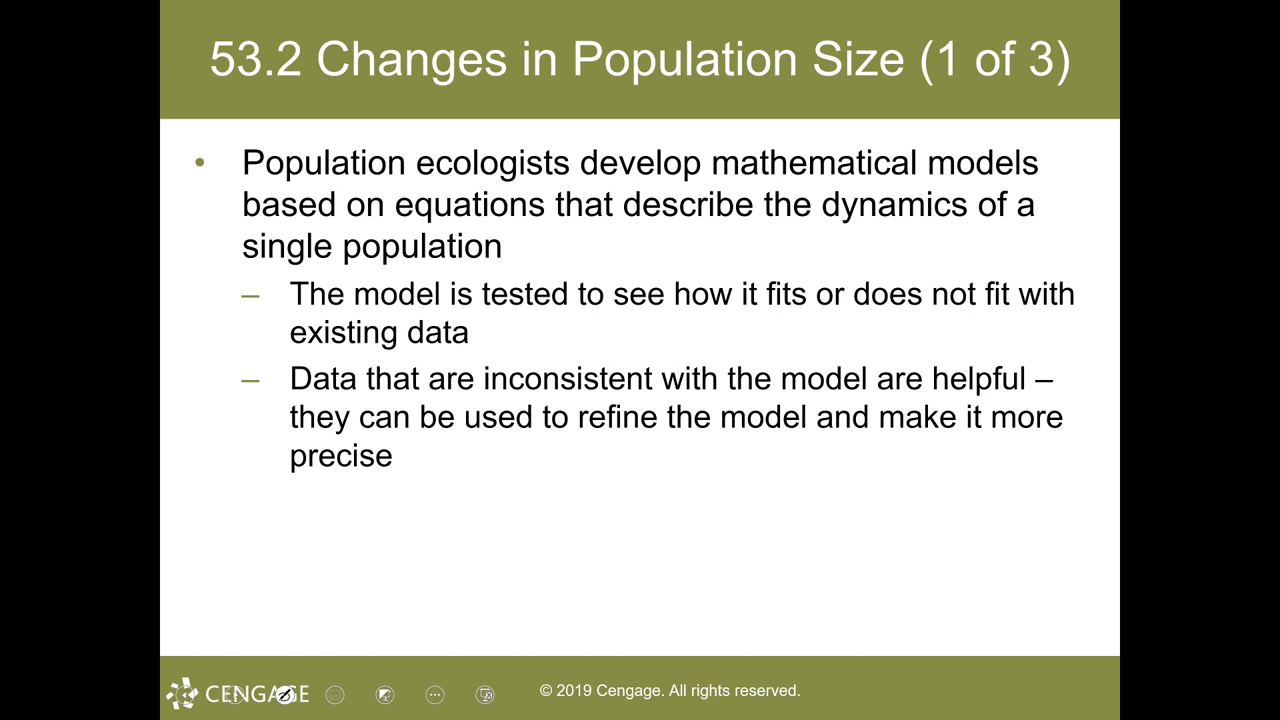 53.2 Changes in Population Size (1 of 3)
• Population ecologists develop mathematical models
based on equations that describe the dynamics of a
single population
– The model is tested to see how it fits or does not fit with
existing data
– Data that are inconsistent with the model are helpful –
they can be used to refine the model and make it more
precise
CENGAGE
© 2019 Cengage. All rights reserved.